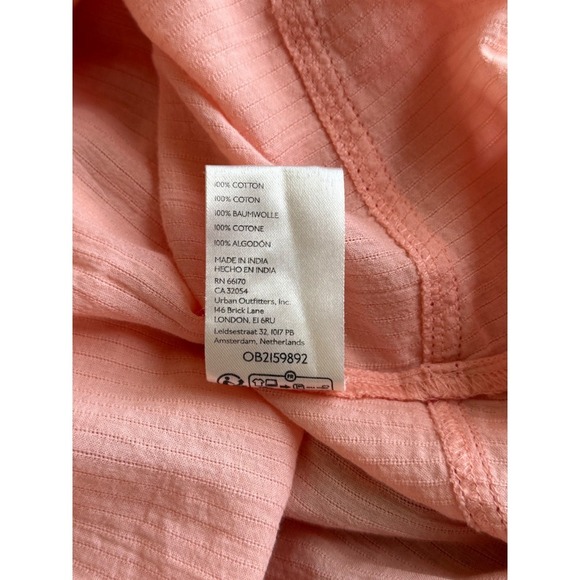 100% COTTON
100% COTON
100% BAUMWOLLE
100% COTONE
100% ALGODÓN
MADE IN INDIA
HECHO EN INDIA
RN 66170
CA 32054
Urban Outfitters, Inc.
146 Brick Lane
LONDON, E1 6RU
Leidsestraat 32, 1017 PB
Amsterdam, Netherlands
OB2159892
FR